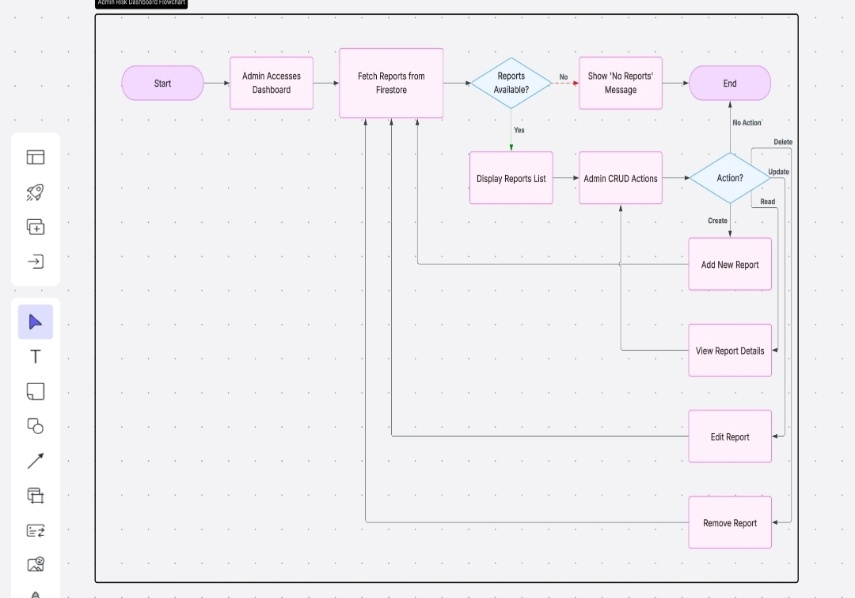 Admin Risk Dashboard Flowchart
Start
Admin Accesses
Dashboard
Fetch Reports from
Firestore
Reports
Available?
No
Show 'No Reports'
Message
End
Yes
No Action
Delete
Display Reports List
Admin CRUD Actions
Action?
Update
Read
Create
Add New Report
View Report Details
Edit Report
Remove Report
T